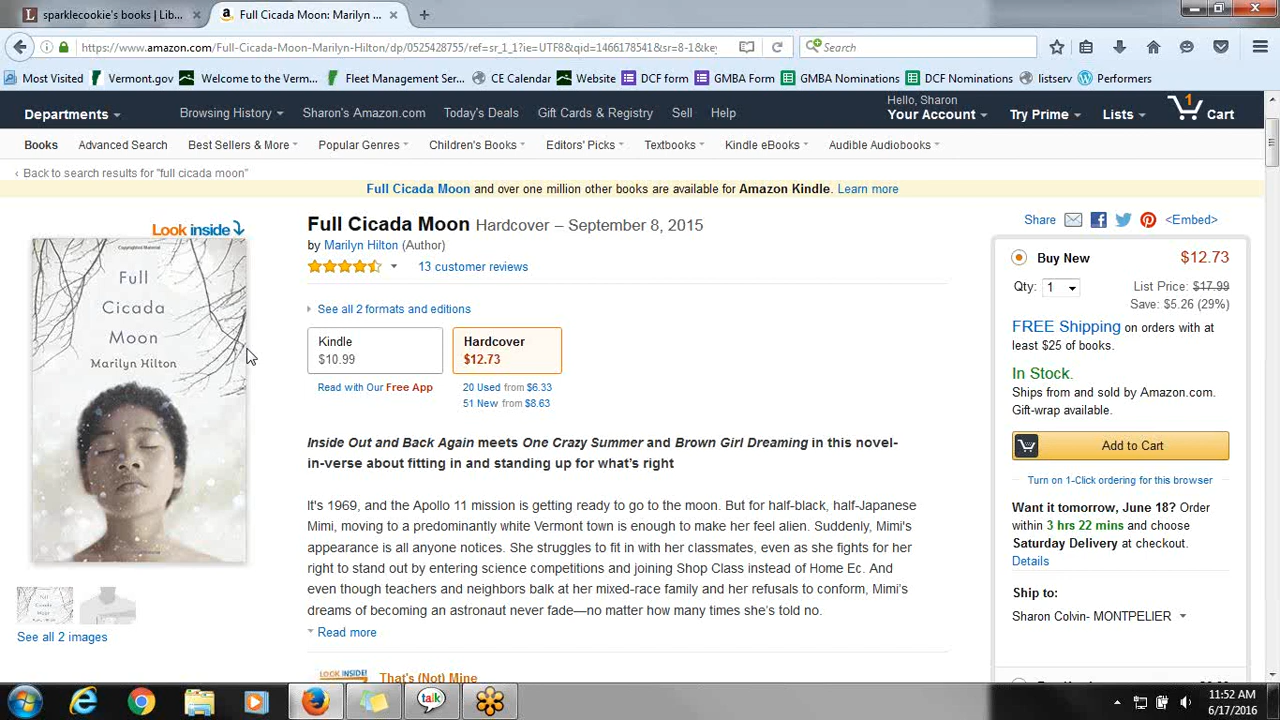 sparklecookie's books | Lib...
Full Cicada Moon: Marilyn ...
https://www.amazon.com/Full-Cicada-Moon-Marilyn-Hilton/dp/0525428755/ref=sr_1_1?ie=UTF8&qid=1466178541&sr=8-1&key
Search
Most Visited
Vermont.gov
Welcome to the Verm...
Fleet Management Ser...
CE Calendar
Website
DCF form
GMBA Form
GMBA Nominations
DCF Nominations
listserv
Performers
Departments
Browsing History
Sharon's Amazon.com
Today's Deals
Gift Cards & Registry
Sell
Help
Hello, Sharon
Your Account
Try Prime
Lists
1
Cart
Books
Advanced Search
Best Sellers & More
Popular Genres
Children's Books
Editors' Picks
Textbooks
Kindle eBooks
Audible Audiobooks
‹ Back to search results for "full cicada moon"
Full Cicada Moon and over one million other books are available for Amazon Kindle. Learn more
Look inside
Copyrighted Material
Full
Cicada
Moon
Marilyn Hilton
See all 2 images
Full Cicada Moon Hardcover – September 8, 2015
by Marilyn Hilton (Author)
13 customer reviews
See all 2 formats and editions
Kindle
$10.99
Hardcover
$12.73
Read with Our Free App
20 Used from $6.33
51 New from $8.63
Inside Out and Back Again meets One Crazy Summer and Brown Girl Dreaming in this novel-
in-verse about fitting in and standing up for what's right
It's 1969, and the Apollo 11 mission is getting ready to go to the moon. But for half-black, half-Japanese
Mimi, moving to a predominantly white Vermont town is enough to make her feel alien. Suddenly, Mimi's
appearance is all anyone notices. She struggles to fit in with her classmates, even as she fights for her
right to stand out by entering science competitions and joining Shop Class instead of Home Ec. And
even though teachers and neighbors balk at her mixed-race family and her refusals to conform, Mimi's
dreams of becoming an astronaut never fade—no matter how many times she's told no.
Read more
LOOK INSIDE!
That's (Not) Mine
Share
<Embed>
Buy New
$12.73
Qty: 1
List Price: $17.99
Save: $5.26 (29%)
FREE Shipping on orders with at
least $25 of books.
In Stock.
Ships from and sold by Amazon.com.
Gift-wrap available.
Add to Cart
Turn on 1-Click ordering for this browser
Want it tomorrow, June 18? Order
within 3 hrs 22 mins and choose
Saturday Delivery at checkout.
Details
Ship to:
Sharon Colvin- MONTPELIER
talk
11:52 AM
6/17/2016